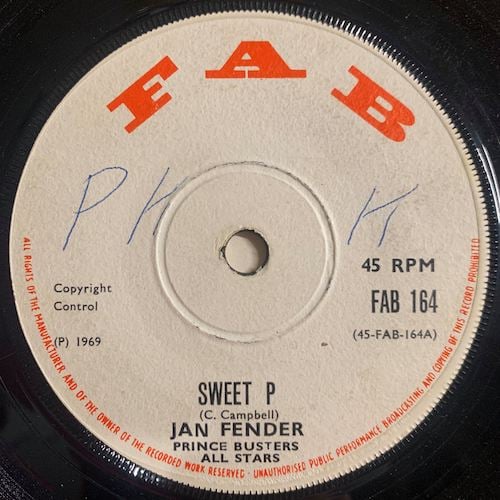 FAB
PH H
45 RPM
Copyright
Control
FAB 164
(P) 1969
(45-FAB-164A)
SWEET P
(C. Campbell)
JAN FENDER
PRINCE BUSTERS
ALL STARS
ALL RIGHTS OF THE MANUFACTURER AND OF THE OWNER OF THE RECORDED WORK RESERVED - UNAUTHORISED PUBLIC PERFORMANCE BROADCASTING AND COPYING OF THIS RECORD PROHIBITED